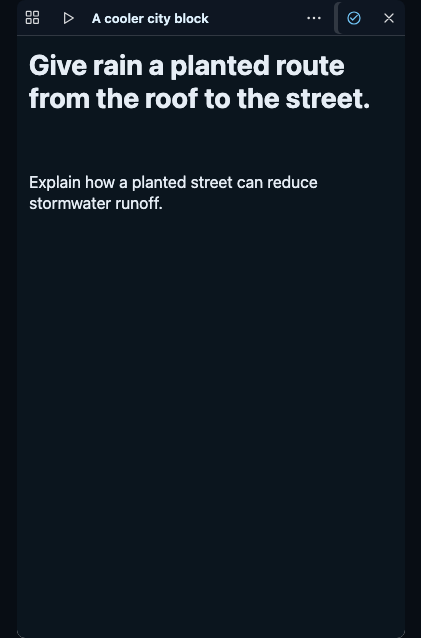 A cooler city block
Give rain a planted route
from the roof to the street.
Explain how a planted street can reduce
stormwater runoff.